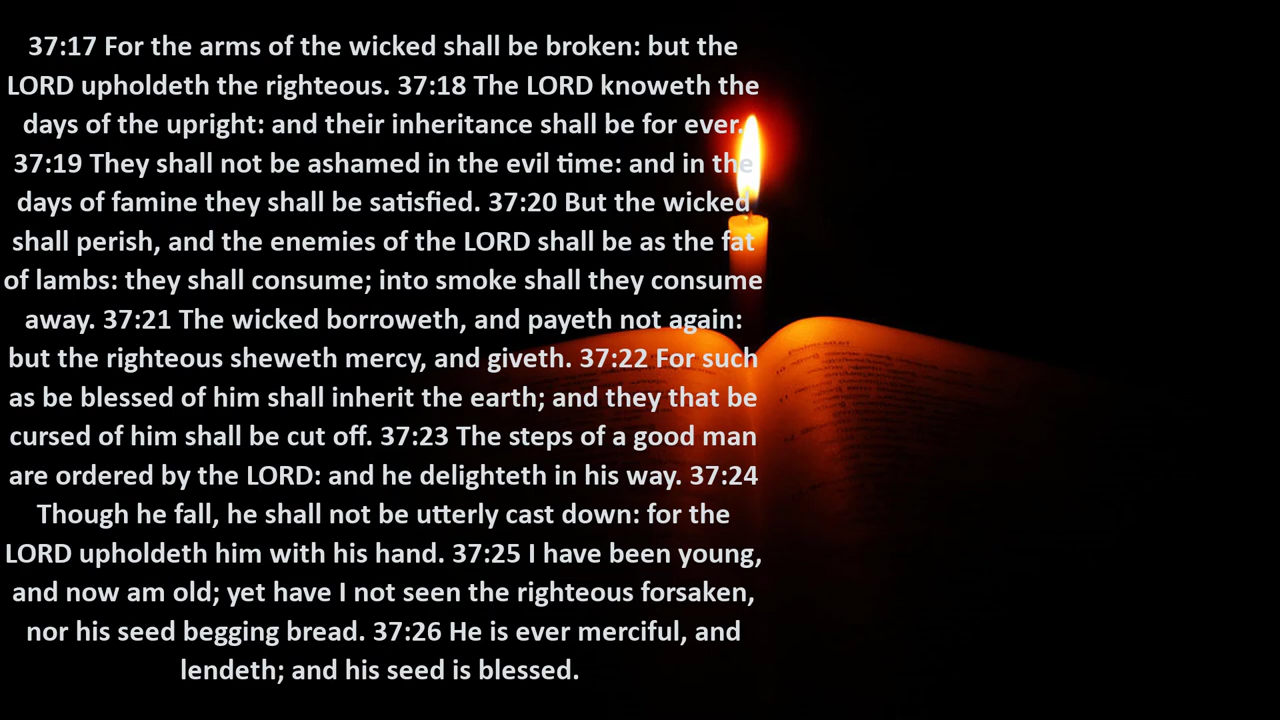 37:17 For the arms of the wicked shall be broken: but the
LORD upholdeth the righteous. 37:18 The LORD knoweth the
days of the upright: and their inheritance shall be for ever.
37:19 They shall not be ashamed in the evil time: and in the
days of famine they shall be satisfied. 37:20 But the wicked
shall perish, and the enemies of the LORD shall be as the fat
of lambs: they shall consume; into smoke shall they consume
away. 37:21 The wicked borroweth, and payeth not again:
but the righteous sheweth mercy, and giveth. 37:22 For such
as be blessed of him shall inherit the earth; and they that be
cursed of him shall be cut off. 37:23 The steps of a good man
are ordered by the LORD: and he delighteth in his way. 37:24
Though he fall, he shall not be utterly cast down: for the
LORD upholdeth him with his hand. 37:25 I have been young,
and now am old; yet have I not seen the righteous forsaken,
nor his seed begging bread. 37:26 He is ever merciful, and
lendeth; and his seed is blessed.